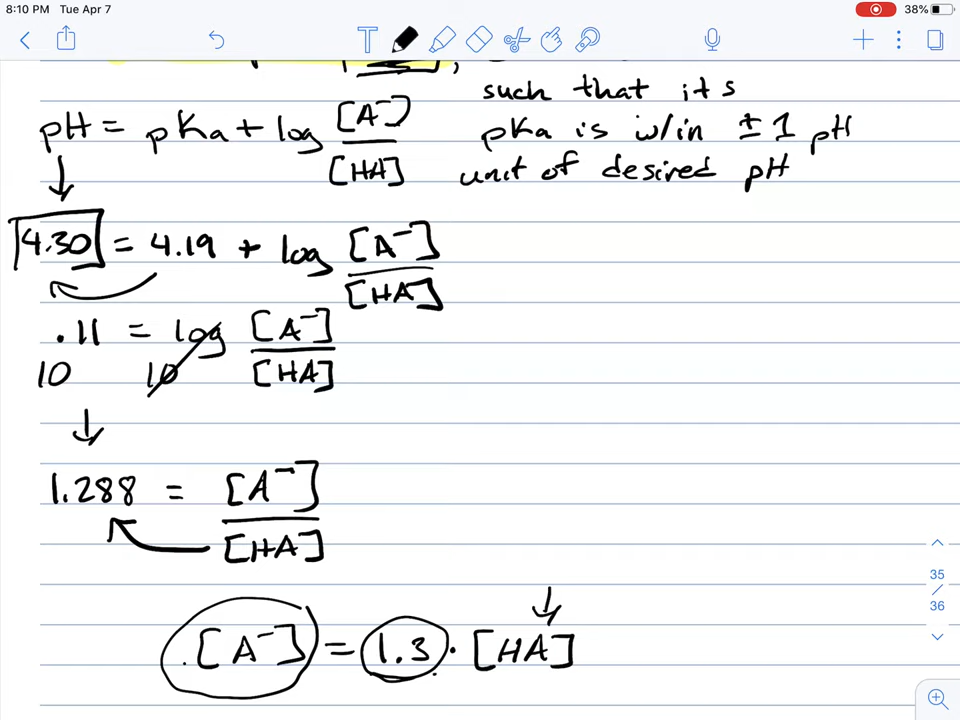 8:10 PM Tue Apr 7
38%
T
such that its
pH = pKa + log [A⁻] / [HA]
pKa is w/in ± 1 pH
unit of desired pH
4.30 = 4.19 + log [A⁻] / [HA]
.11 = log [A⁻] / [HA]
10 10
1.288 = [A⁻] / [HA]
[A⁻] = 1.3 · [HA]
35
/
36